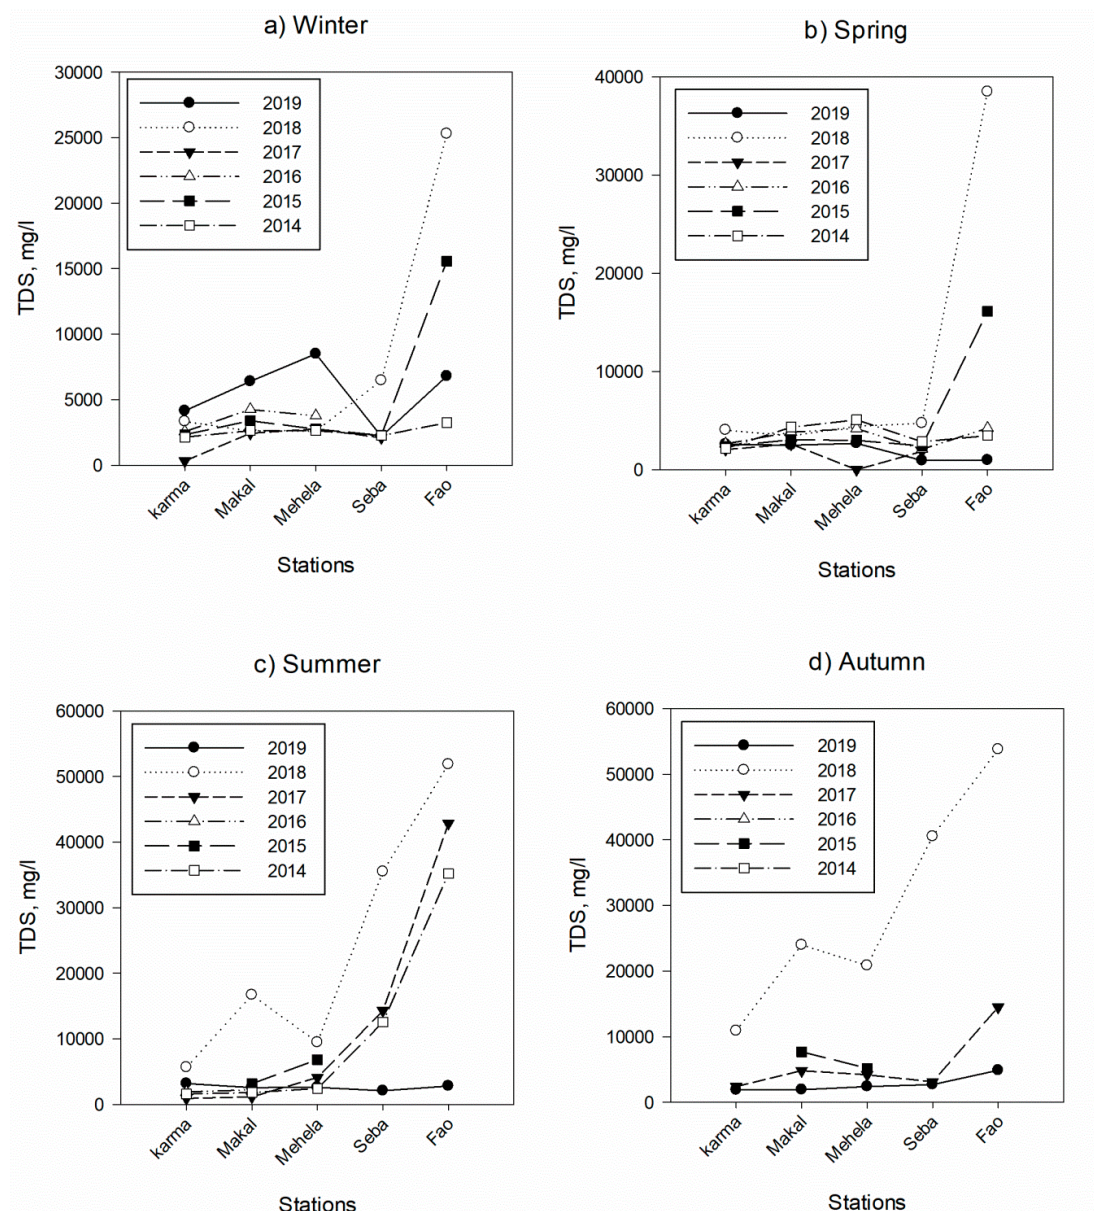 a) Winter
30000
25000
20000
15000
10000
5000
0
TDS, mg/l
2019
2018
2017
2016
2015
2014
karma
Makal
Mehela
Seba
Fao
Stations
b) Spring
40000
30000
20000
10000
0
TDS, mg/l
2019
2018
2017
2016
2015
2014
karma
Makal
Mehela
Seba
Fao
Stations
c) Summer
60000
50000
40000
30000
20000
10000
0
TDS, mg/l
2019
2018
2017
2016
2015
2014
karma
Makal
Mehela
Seba
Fao
Stations
d) Autumn
60000
50000
40000
30000
20000
10000
0
TDS, mg/l
2019
2018
2017
2016
2015
2014
karma
Makal
Mehela
Seba
Fao
Stations